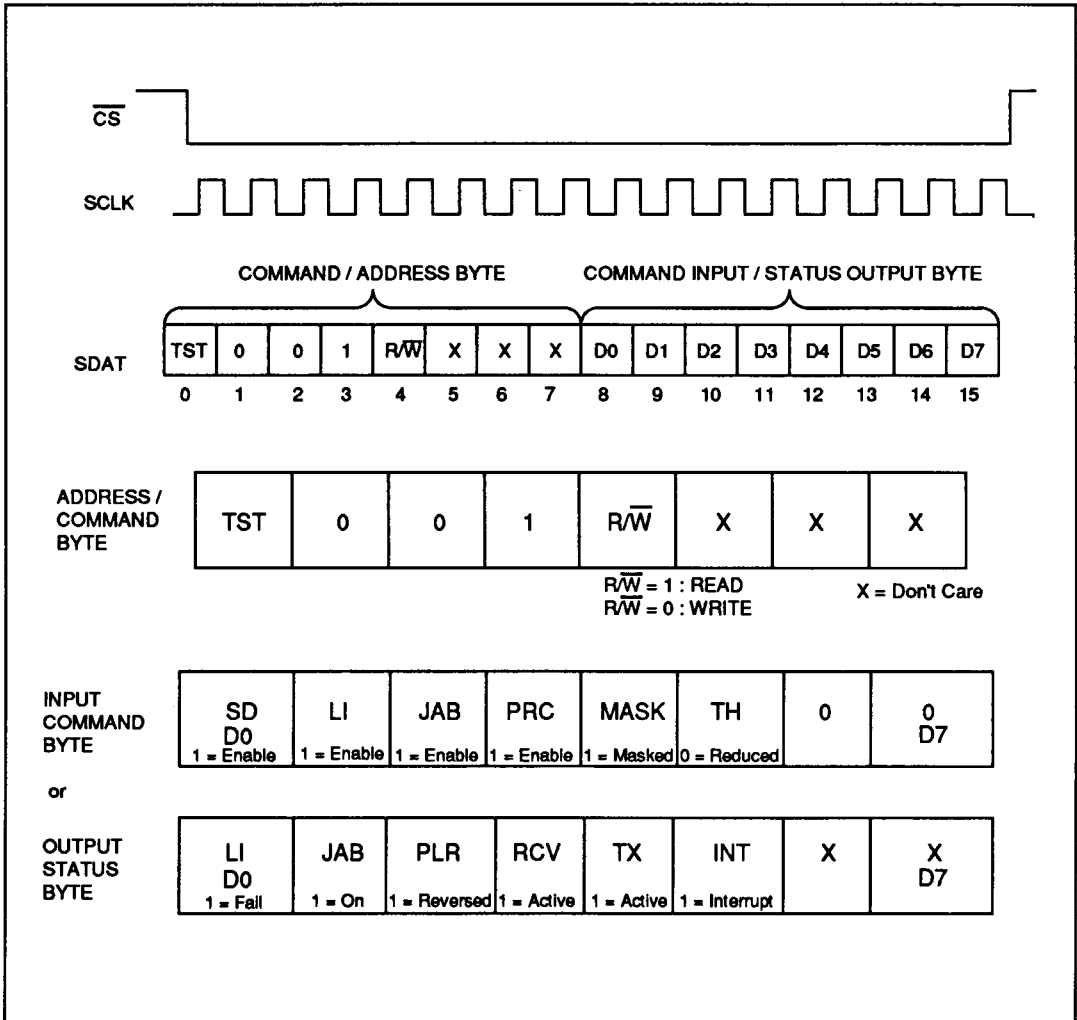 C̅S̅
SCLK
COMMAND / ADDRESS BYTE COMMAND INPUT / STATUS OUTPUT BYTE
SDAT TST 0 0 1 R/W̅ X X X D0 D1 D2 D3 D4 D5 D6 D7
0 1 2 3 4 5 6 7 8 9 10 11 12 13 14 15
ADDRESS /
COMMAND
BYTE
TST 0 0 1 R/W̅ X X X
R/W̅ = 1 : READ
R/W̅ = 0 : WRITE
X = Don't Care
INPUT
COMMAND
BYTE
SD LI JAB PRC MASK TH 0 0
D0 D7
1 = Enable 1 = Enable 1 = Enable 1 = Enable 1 = Masked 0 = Reduced
or
OUTPUT
STATUS
BYTE
LI JAB PLR RCV TX INT X X
D0 D7
1 = Fail 1 = On 1 = Reversed 1 = Active 1 = Active 1 = Interrupt